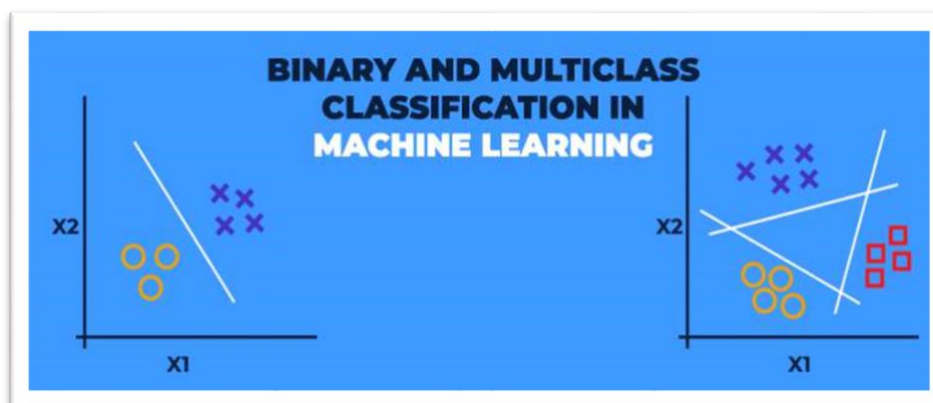 BINARY AND MULTICLASS
CLASSIFICATION IN
MACHINE LEARNING
X2
X1
X2
X1